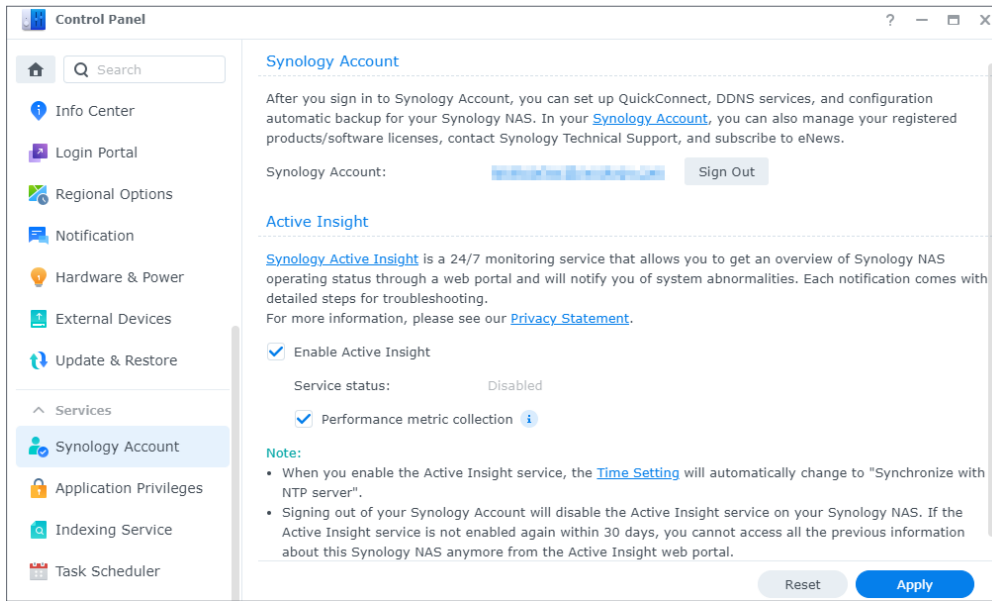 Control Panel
?
Search
Info Center
Login Portal
Regional Options
Notification
Hardware & Power
External Devices
Update & Restore
Services
Synology Account
Application Privileges
Indexing Service
Task Scheduler
Synology Account
After you sign in to Synology Account, you can set up QuickConnect, DDNS services, and configuration
automatic backup for your Synology NAS. In your Synology Account, you can also manage your registered
products/software licenses, contact Synology Technical Support, and subscribe to eNews.
Synology Account:
Sign Out
Active Insight
Synology Active Insight is a 24/7 monitoring service that allows you to get an overview of Synology NAS
operating status through a web portal and will notify you of system abnormalities. Each notification comes with
detailed steps for troubleshooting.
For more information, please see our Privacy Statement.
Enable Active Insight
Service status: Disabled
Performance metric collection
Note:
• When you enable the Active Insight service, the Time Setting will automatically change to "Synchronize with
NTP server".
• Signing out of your Synology Account will disable the Active Insight service on your Synology NAS. If the
Active Insight service is not enabled again within 30 days, you cannot access all the previous information
about this Synology NAS anymore from the Active Insight web portal.
Reset
Apply